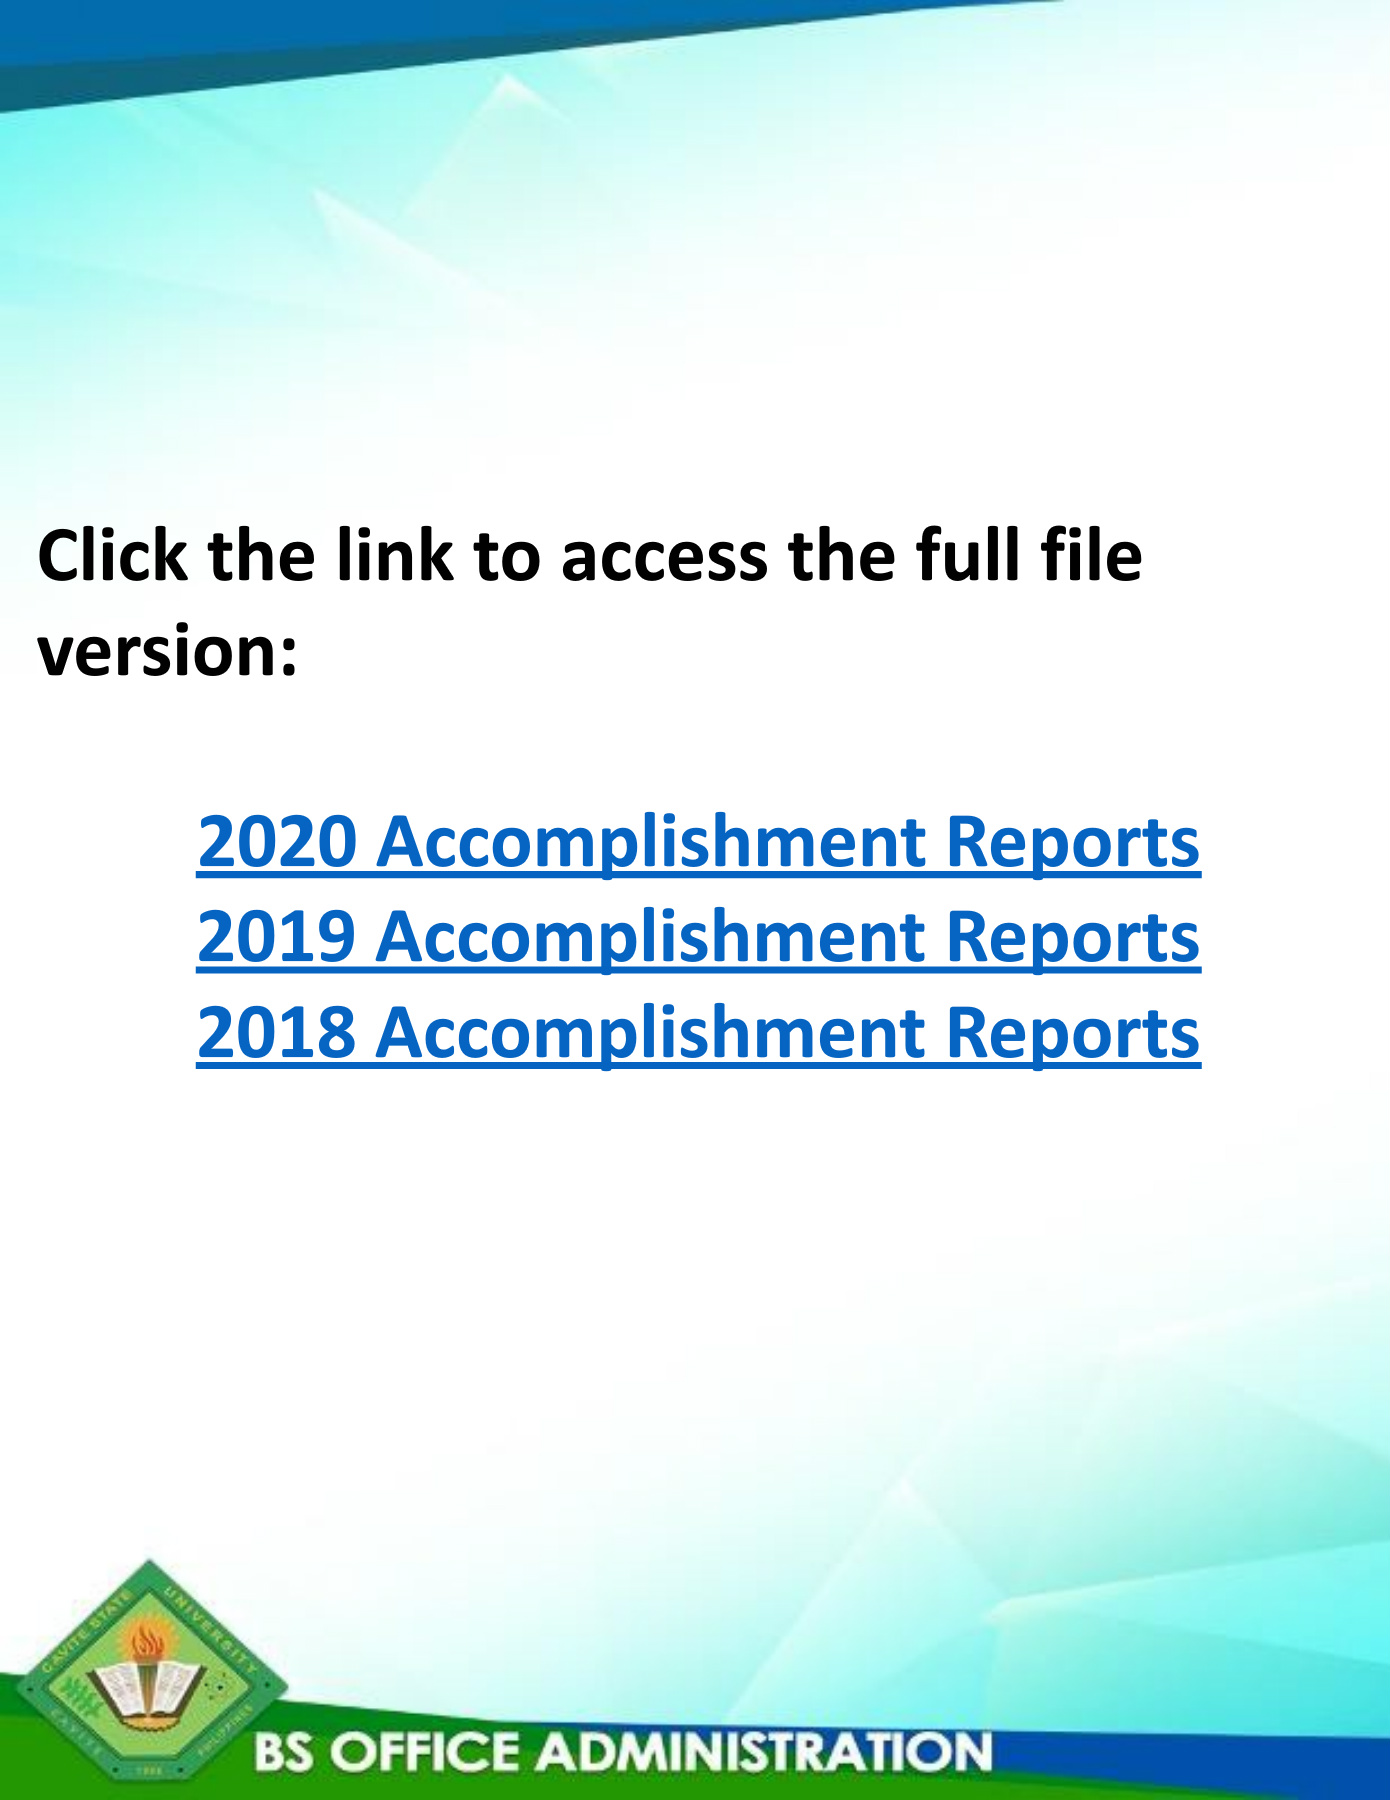 Click the link to access the full file
version:
2020 Accomplishment Reports
2019 Accomplishment Reports
2018 Accomplishment Reports
CAVITE STATE UNIVERSITY
CAVITE
PHILIPPINES
BS OFFICE ADMINISTRATION